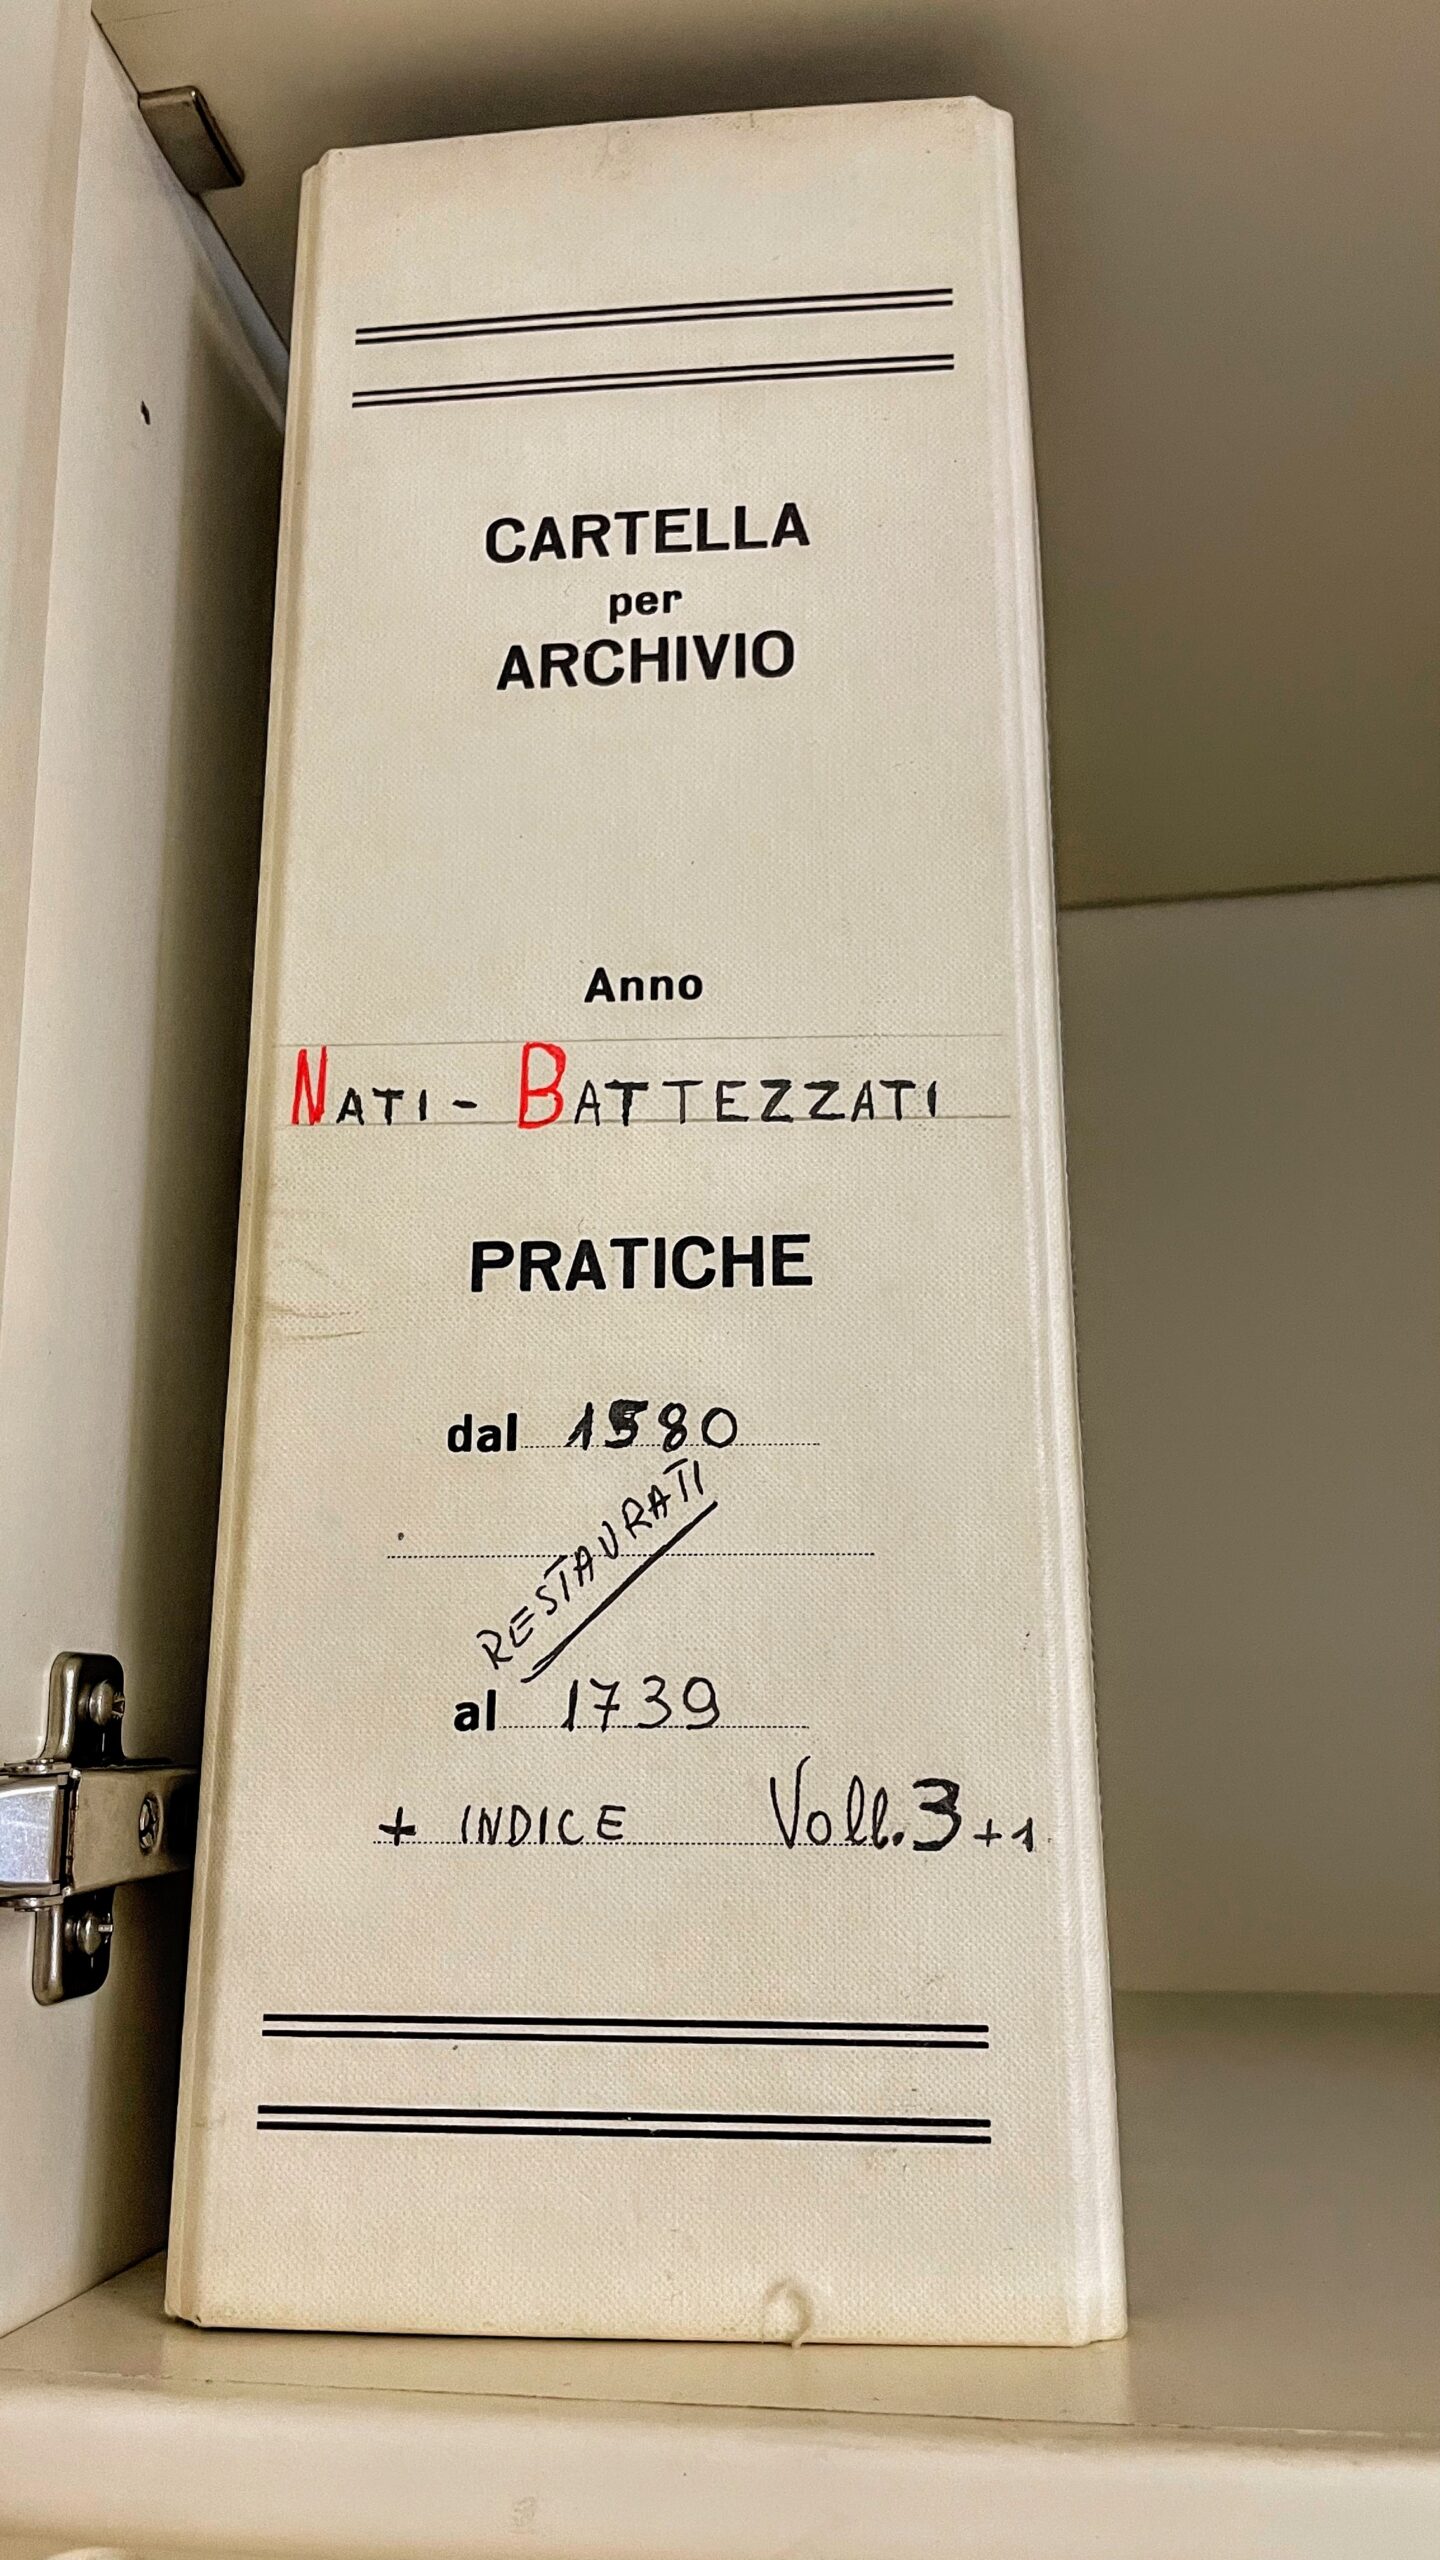 CARTELLA
per
ARCHIVIO
Anno
NATI - BATTEZZATI
PRATICHE
dal 1580
RESTAURATI
al 1739
+ INDICE Voll. 3 + 1